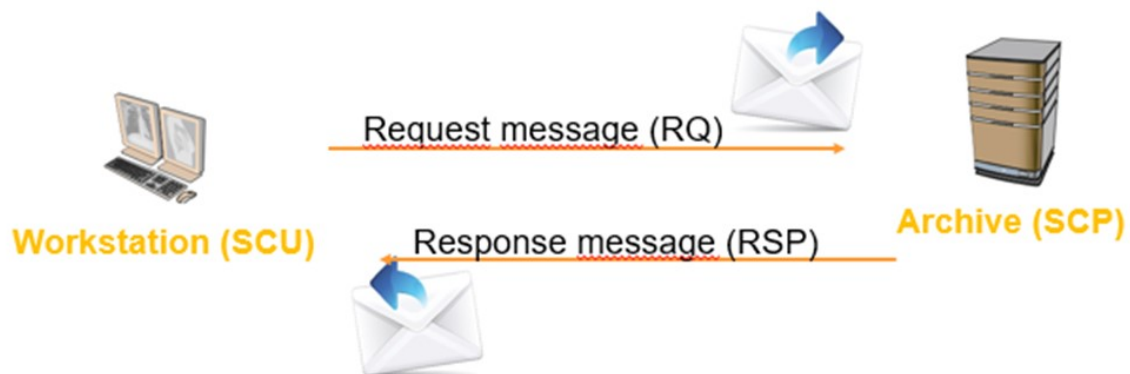 Request message (RQ)
Workstation (SCU)
Archive (SCP)
Response message (RSP)